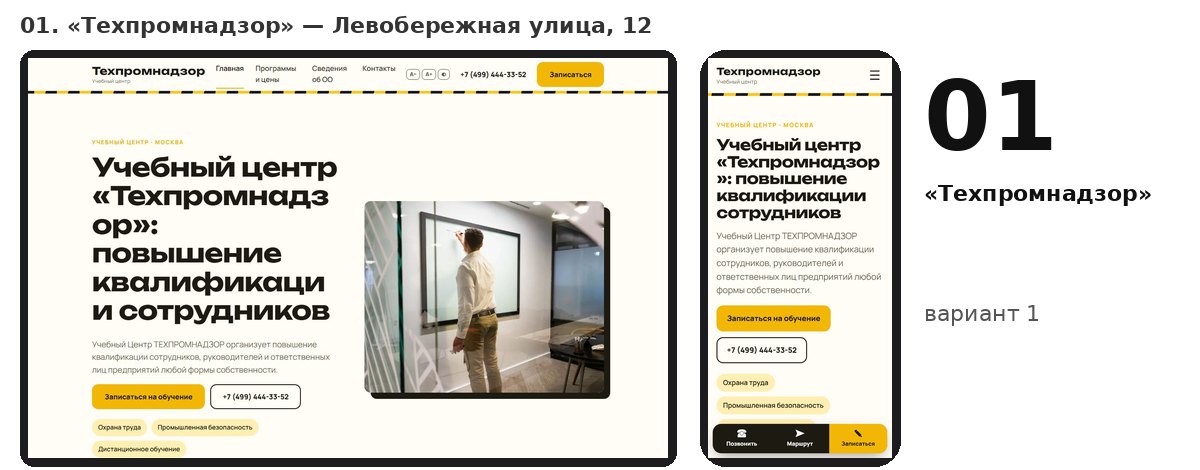 01. «Техпромнадзор» — Левобережная улица, 12
Техпромнадзор
Учебный центр
Главная
Программы
и цены
Сведения
об ОО
Контакты
A−
A+
+7 (499) 444-33-52
Записаться
УЧЕБНЫЙ ЦЕНТР · МОСКВА
Учебный центр
«Техпромнадз
ор»:
повышение
квалификаци
и сотрудников
Учебный Центр ТЕХПРОМНАДЗОР организует повышение
квалификации сотрудников, руководителей и ответственных
лиц предприятий любой формы собственности.
Записаться на обучение
+7 (499) 444-33-52
Охрана труда
Промышленная безопасность
Дистанционное обучение
Техпромнадзор
Учебный центр
УЧЕБНЫЙ ЦЕНТР · МОСКВА
Учебный центр
«Техпромнадзор
»: повышение
квалификации
сотрудников
Учебный Центр ТЕХПРОМНАДЗОР
организует повышение квалификации
сотрудников, руководителей и
ответственных лиц предприятий любой
формы собственности.
Записаться на обучение
+7 (499) 444-33-52
Охрана труда
Промышленная безопасность
Позвонить
Маршрут
Записаться
01
«Техпромнадзор»
вариант 1